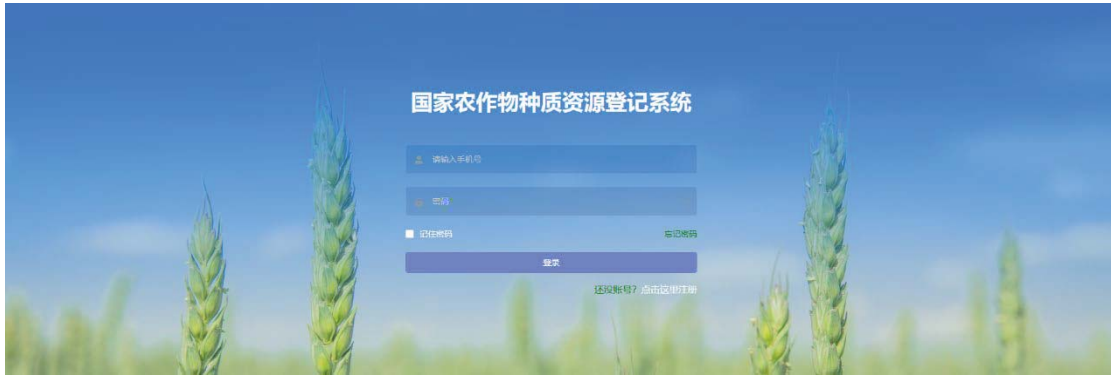 国家农作物种质资源登记系统
请输入手机号
密码
记住密码 忘记密码
登录
还没账号? 点击这里注册